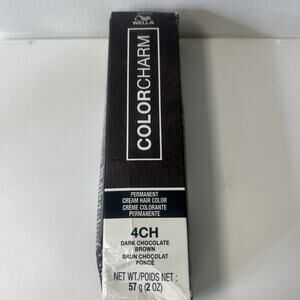 WELLA
COLORCHARM
PERMANENT
CREAM HAIR COLOR
CRÈME COLORANTE
PERMANENTE
4CH
DARK CHOCOLATE
BROWN
BRUN CHOCOLAT
FONCÉ
NET WT./POIDS NET :
57 g (2 OZ)